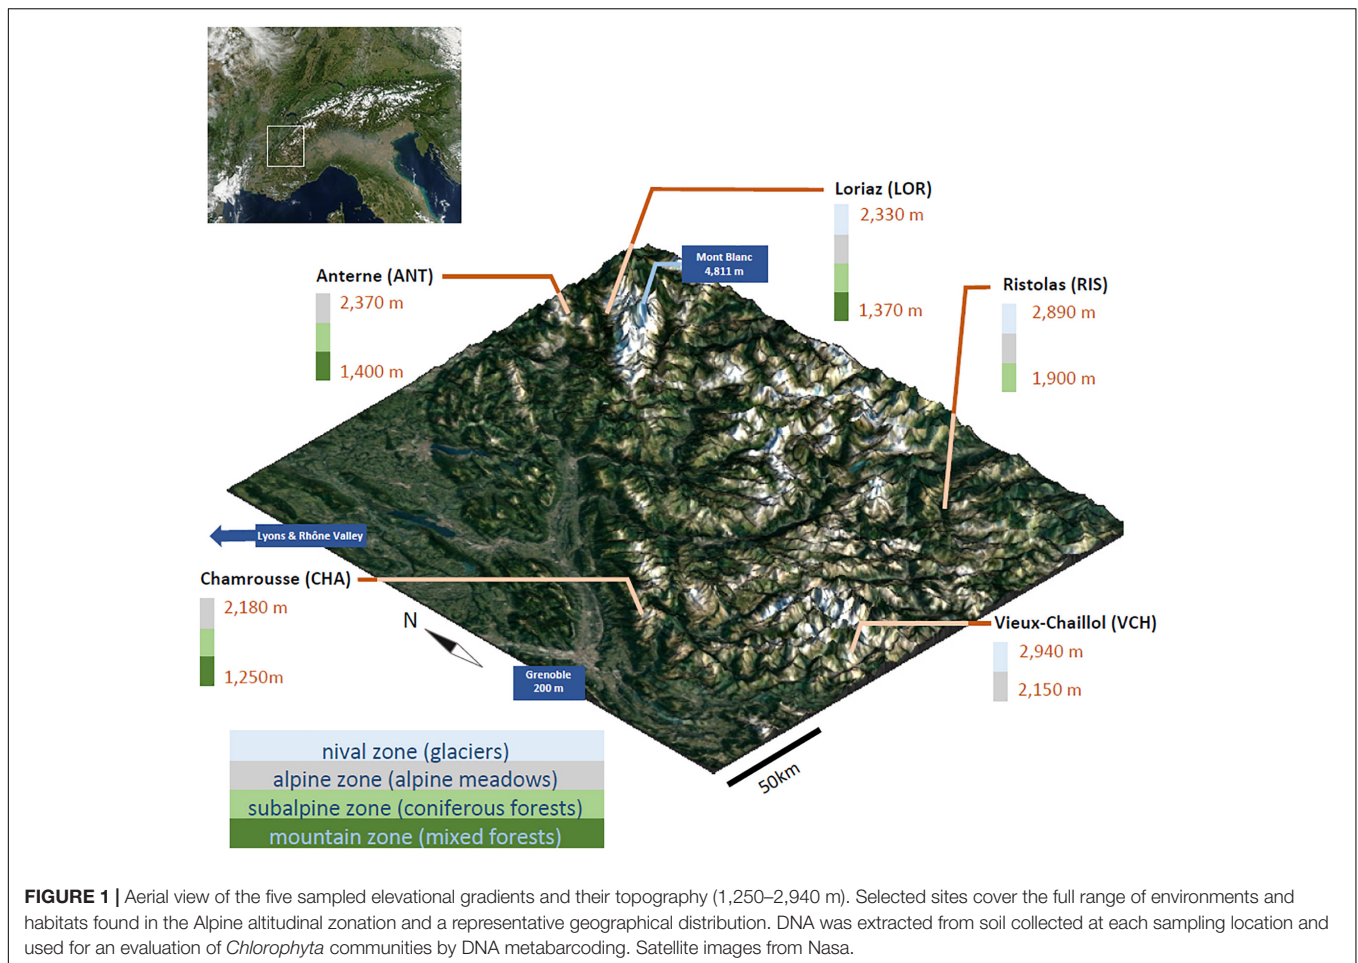 Loriaz (LOR)
2,330 m
1,370 m
Mont Blanc
4,811 m
Anterne (ANT)
2,370 m
1,400 m
Ristolas (RIS)
2,890 m
1,900 m
Lyons & Rhône Valley
Chamrousse (CHA)
2,180 m
1,250m
N
Grenoble
200 m
Vieux-Chaillol (VCH)
2,940 m
2,150 m
50km
nival zone (glaciers)
alpine zone (alpine meadows)
subalpine zone (coniferous forests)
mountain zone (mixed forests)
FIGURE 1 | Aerial view of the five sampled elevational gradients and their topography (1,250–2,940 m). Selected sites cover the full range of environments and
habitats found in the Alpine altitudinal zonation and a representative geographical distribution. DNA was extracted from soil collected at each sampling location and
used for an evaluation of Chlorophyta communities by DNA metabarcoding. Satellite images from Nasa.